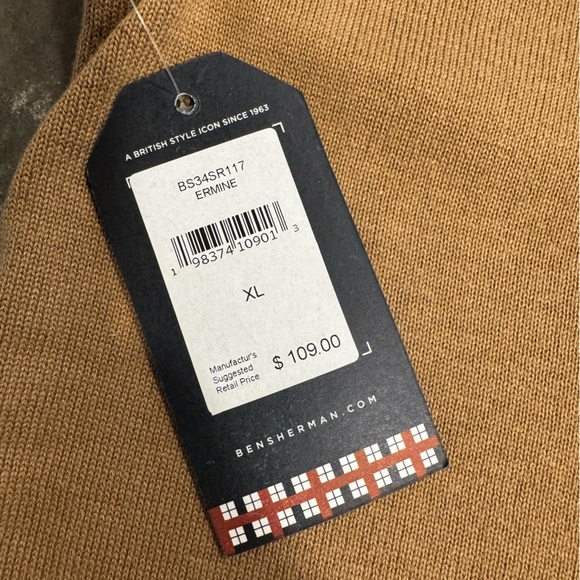 A BRITISH STYLE ICON SINCE 1963
BS34SR117
ERMINE
1 98374 10901 3
XL
Manufactur's
Suggested
Retail Price
$ 109.00
BENSHERMAN.COM